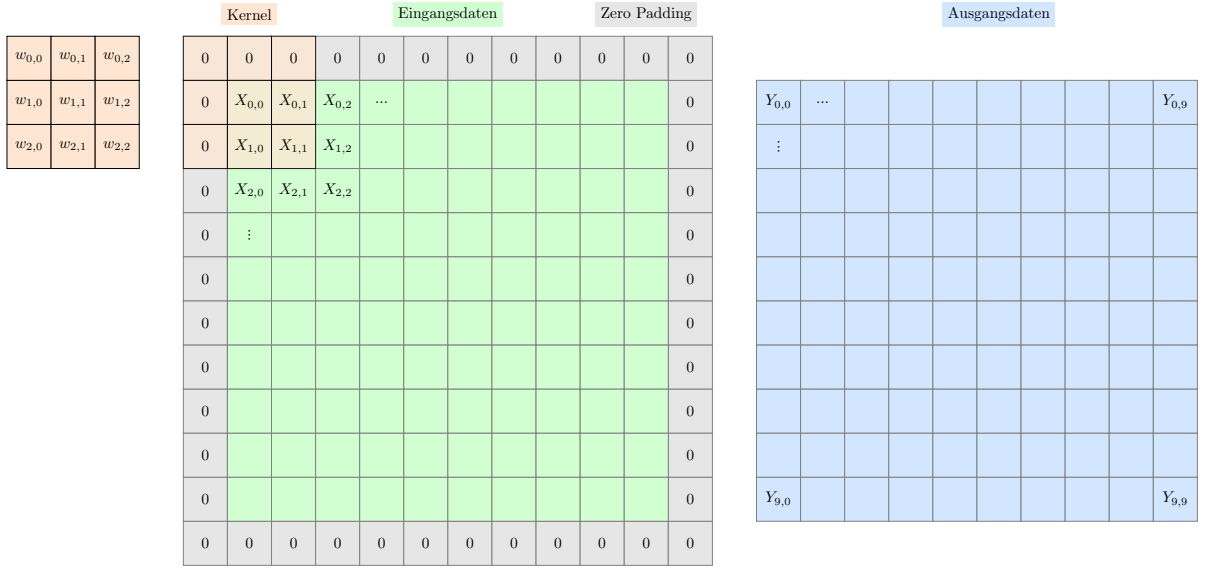 Kernel Eingangsdaten Zero Padding Ausgangsdaten
w0,0 w0,1 w0,2 0 0 0 0 0 0 0 0 0 0 0 0
w1,0 w1,1 w1,2 0 X0,0 X0,1 X0,2 ... 0 Y0,0 ... Y0,9
w2,0 w2,1 w2,2 0 X1,0 X1,1 X1,2 0 ⋮
0 X2,0 X2,1 X2,2 0
0 ⋮ 0
0 0
0 0
0 0
0 0
0 0
0 0 Y9,0 Y9,9
0 0 0 0 0 0 0 0 0 0 0 0